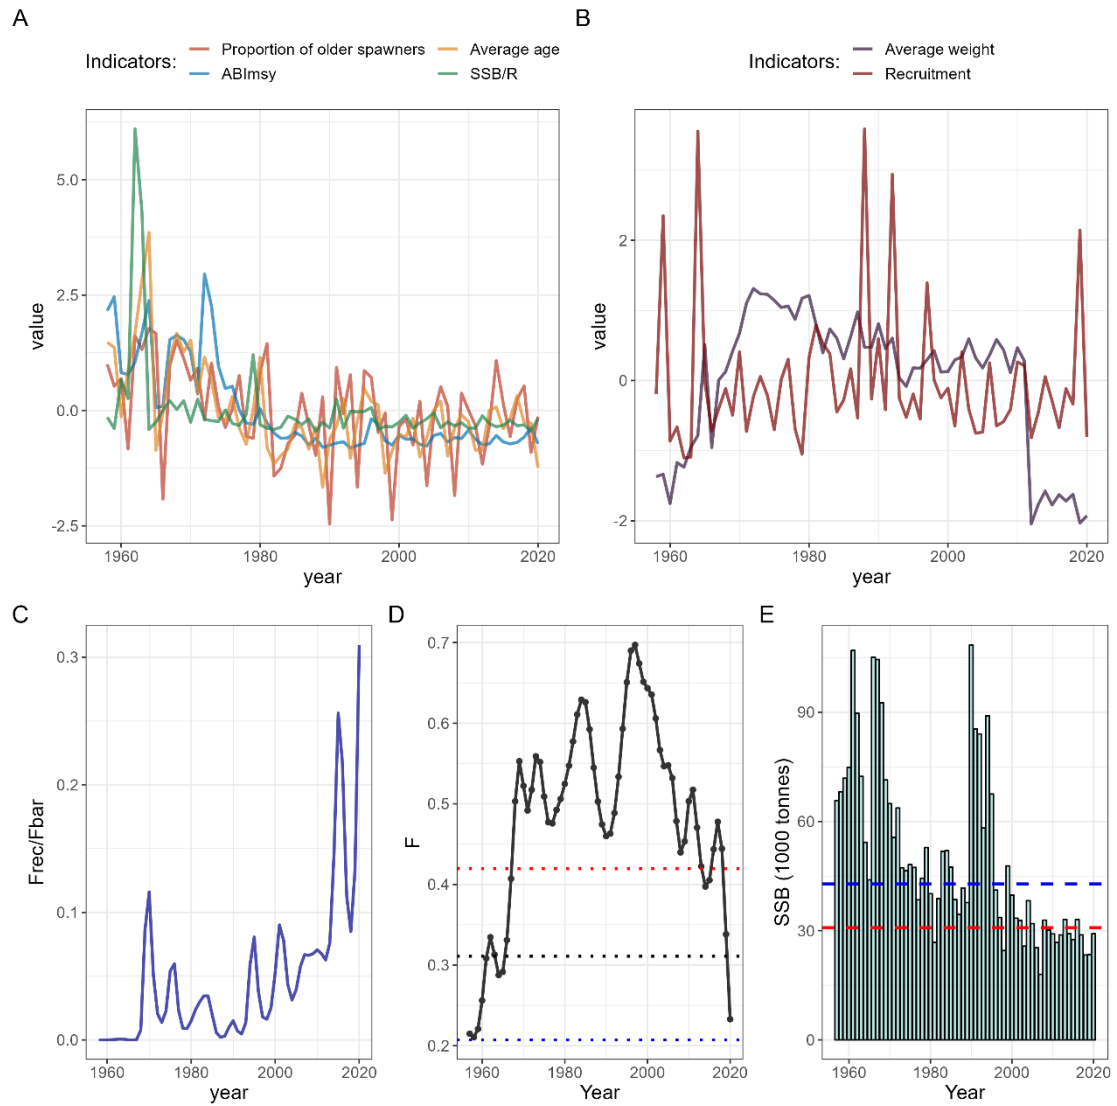 A
Indicators:
Proportion of older spawners
Average age
ABImsy
SSB/R
value
5.0
2.5
0.0
-2.5
1960
1980
2000
2020
year
B
Indicators:
Average weight
Recruitment
value
2
0
-2
1960
1980
2000
2020
year
C
Frec/Fbar
0.3
0.2
0.1
0.0
1960
1980
2000
2020
year
D
F
0.7
0.6
0.5
0.4
0.3
0.2
1960
1980
2000
2020
Year
E
SSB (1000 tonnes)
90
60
30
0
1960
1980
2000
2020
Year